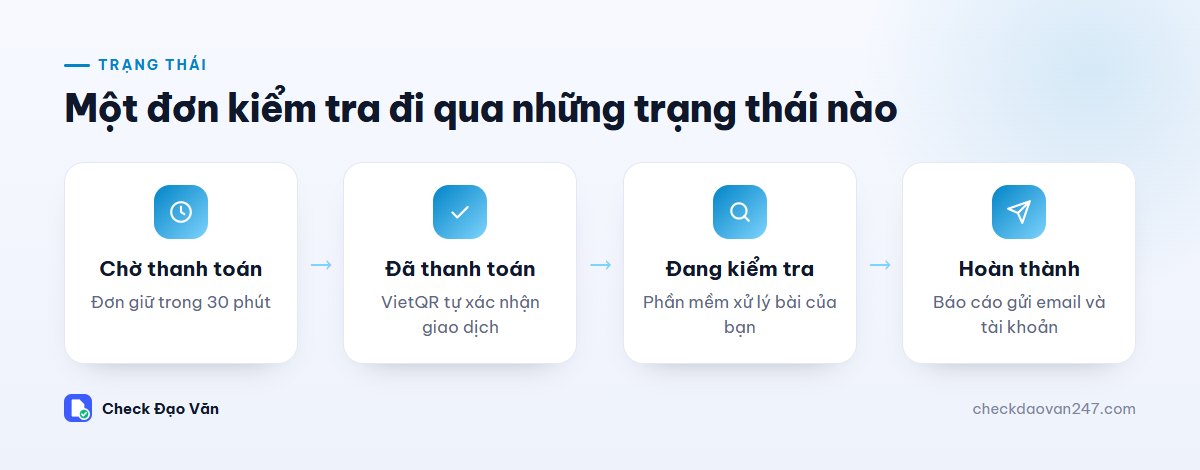 TRẠNG THÁI
Một đơn kiểm tra đi qua những trạng thái nào
Chờ thanh toán
Đơn giữ trong 30 phút
Đã thanh toán
VietQR tự xác nhận
giao dịch
Đang kiểm tra
Phần mềm xử lý bài của
bạn
Hoàn thành
Báo cáo gửi email và
tài khoản
Check Đạo Văn
checkdaovan247.com